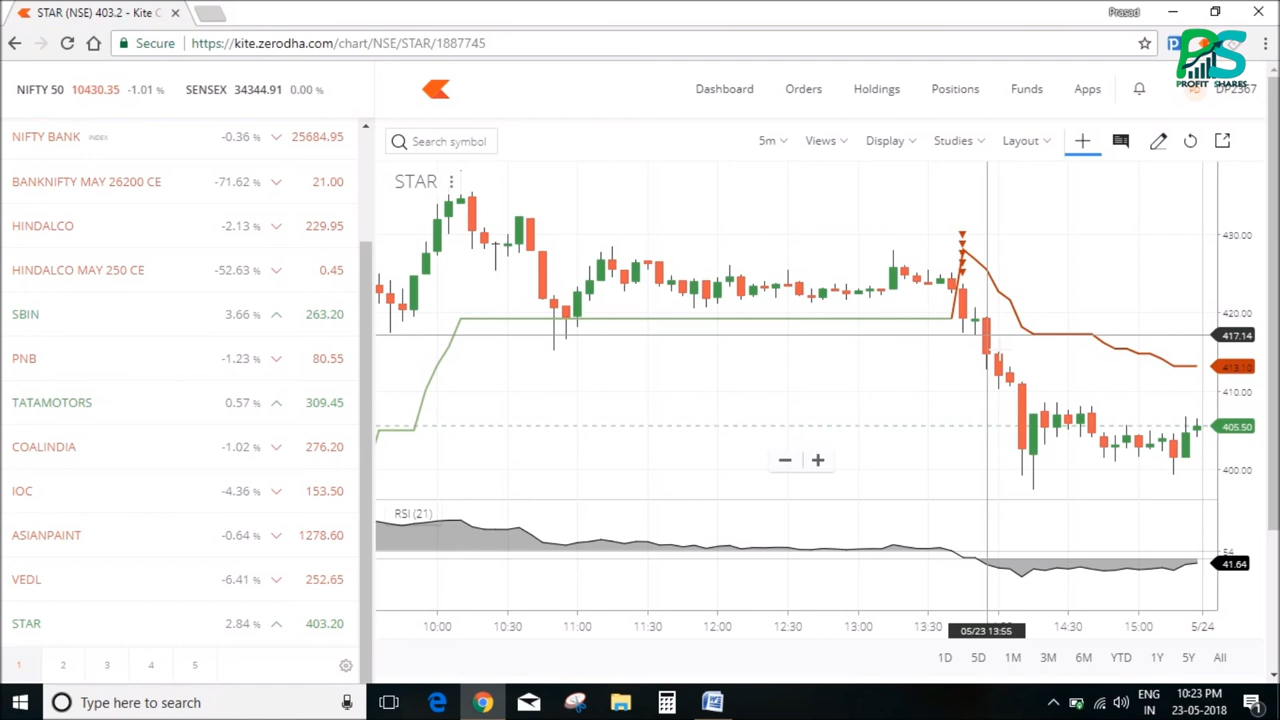 STAR (NSE) 403.2 - Kite C
Prasad
Secure https://kite.zerodha.com/chart/NSE/STAR/1887745
PS
PROFIT SHARES
NIFTY 50 10430.35 -1.01 % SENSEX 34344.91 0.00 %
Dashboard Orders Holdings Positions Funds Apps DP2367
NIFTY BANK INDEX -0.36 % 25684.95
BANKNIFTY MAY 26200 CE -71.62 % 21.00
HINDALCO -2.13 % 229.95
HINDALCO MAY 250 CE -52.63 % 0.45
SBIN 3.66 % 263.20
PNB -1.23 % 80.55
TATAMOTORS 0.57 % 309.45
COALINDIA -1.02 % 276.20
IOC -4.36 % 153.50
ASIANPAINT -0.64 % 1278.60
VEDL -6.41 % 252.65
STAR 2.84 % 403.20
1 2 3 4 5
Search symbol 5m Views Display Studies Layout
STAR
430.00
420.00
417.14
413.10
410.00
405.50
400.00
RSI (21)
54
41.64
10:00 10:30 11:00 11:30 12:00 12:30 13:00 13:30 14:30 15:00 5/24
05/23 13:55
1D 5D 1M 3M 6M YTD 1Y 5Y All
Type here to search
ENG
IN
10:23 PM
23-05-2018
1